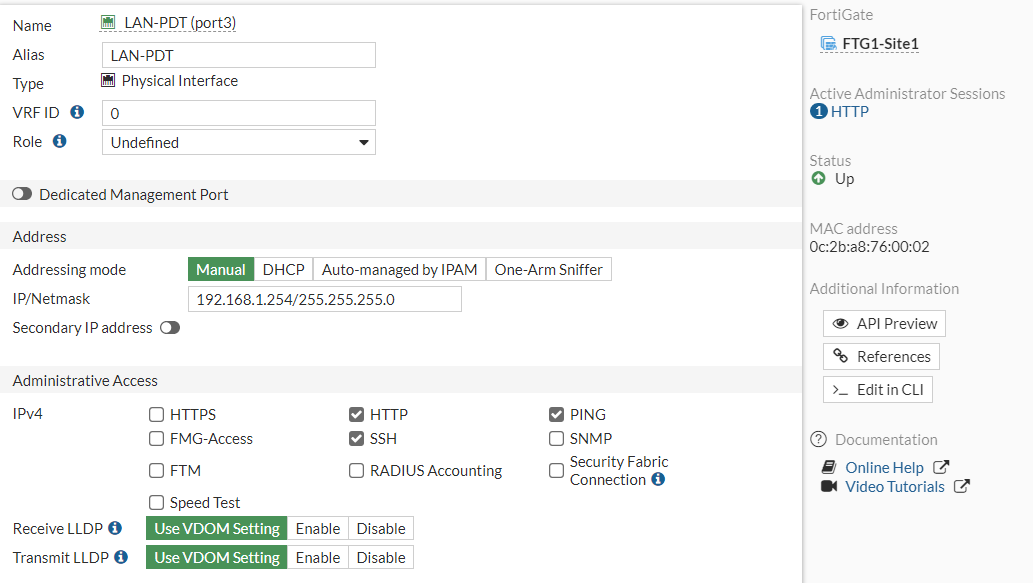 Name LAN-PDT (port3)
Alias LAN-PDT
Type Physical Interface
VRF ID 0
Role Undefined
Dedicated Management Port
Address
Addressing mode Manual DHCP Auto-managed by IPAM One-Arm Sniffer
IP/Netmask 192.168.1.254/255.255.255.0
Secondary IP address
Administrative Access
IPv4 HTTPS HTTP PING
FMG-Access SSH SNMP
FTM RADIUS Accounting Security Fabric
Connection
Speed Test
Receive LLDP Use VDOM Setting Enable Disable
Transmit LLDP Use VDOM Setting Enable Disable
FortiGate
FTG1-Site1
Active Administrator Sessions
1 HTTP
Status
Up
MAC address
0c:2b:a8:76:00:02
Additional Information
API Preview
References
>_ Edit in CLI
Documentation
Online Help
Video Tutorials